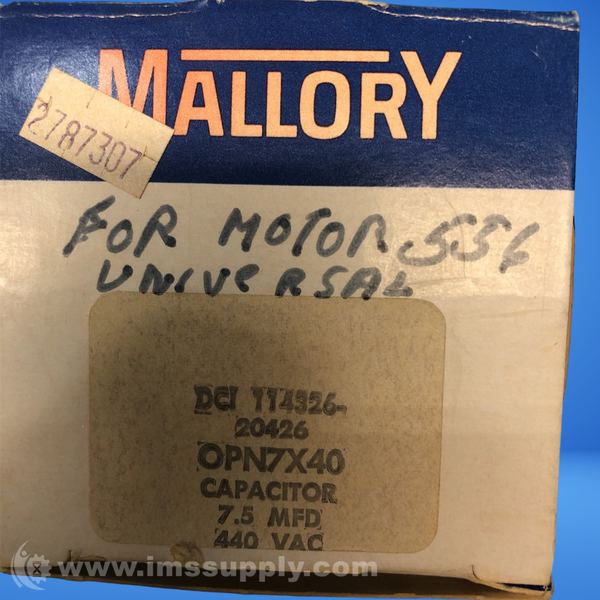 MALLORY
2787307
FOR MOTOR 556
UNIVERSAL
DCI 114326-
20426
OPN7X40
CAPACITOR
7.5 MFD
440 VAC
www.imssupply.com